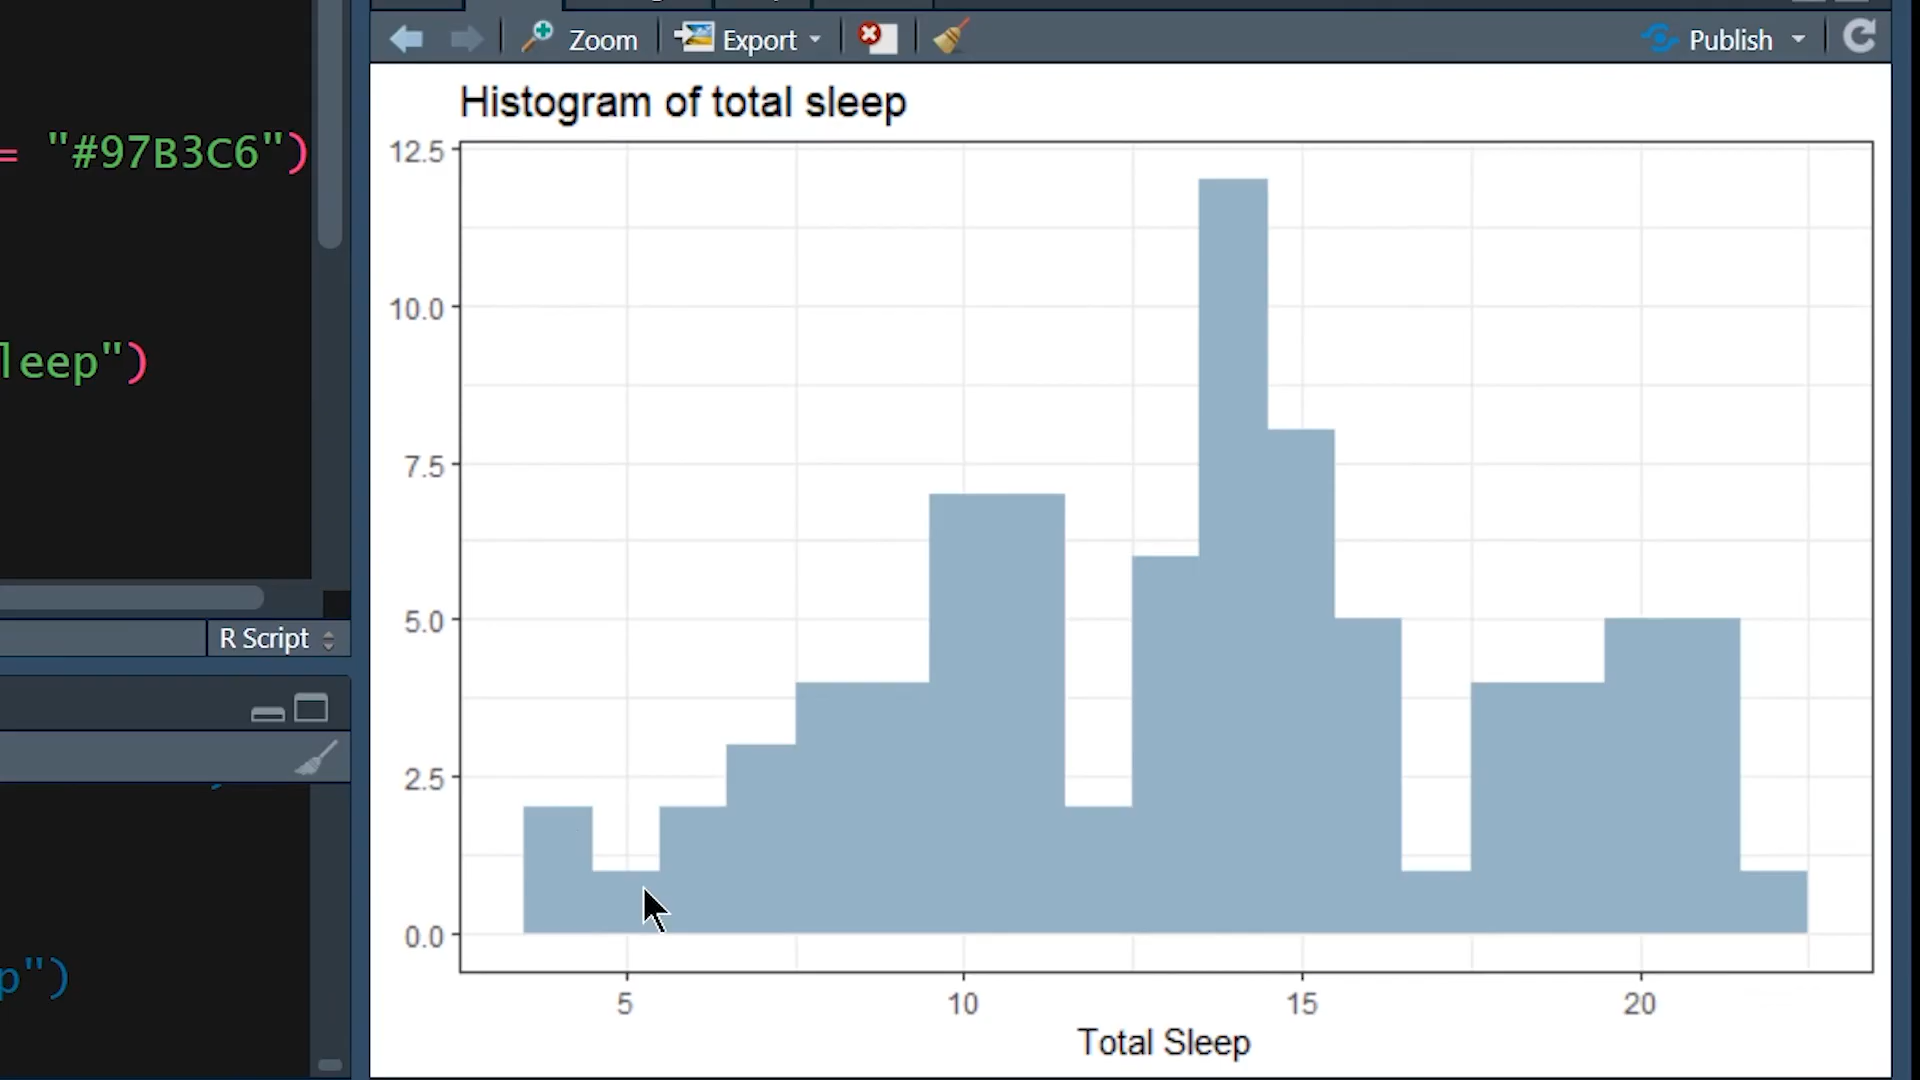 Zoom Export Publish
= "#97B3C6")
leep")
R Script
p")
Histogram of total sleep
12.5
10.0
7.5
5.0
2.5
0.0
5 10 15 20
Total Sleep